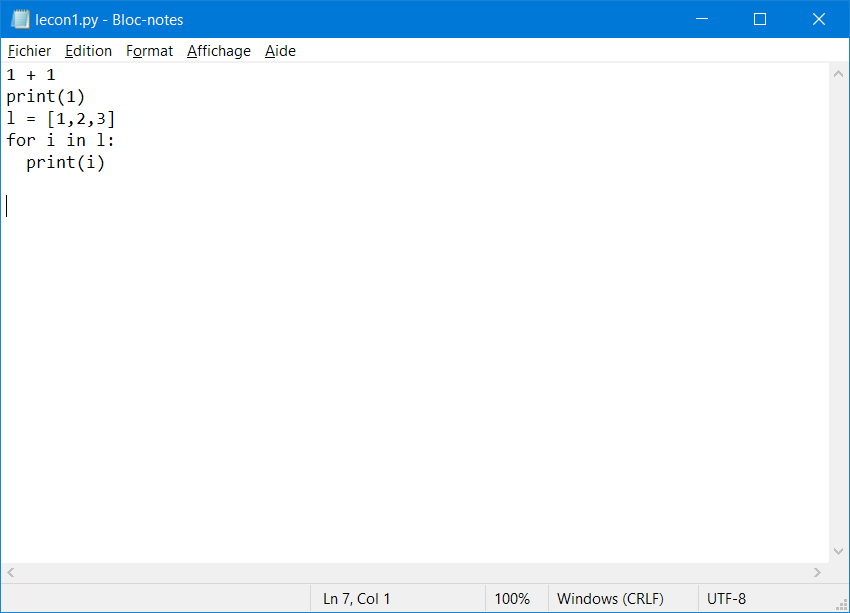 lecon1.py - Bloc-notes
Fichier Edition Format Affichage Aide
1 + 1
print(1)
l = [1,2,3]
for i in l:
  print(i)
Ln 7, Col 1 100% Windows (CRLF) UTF-8